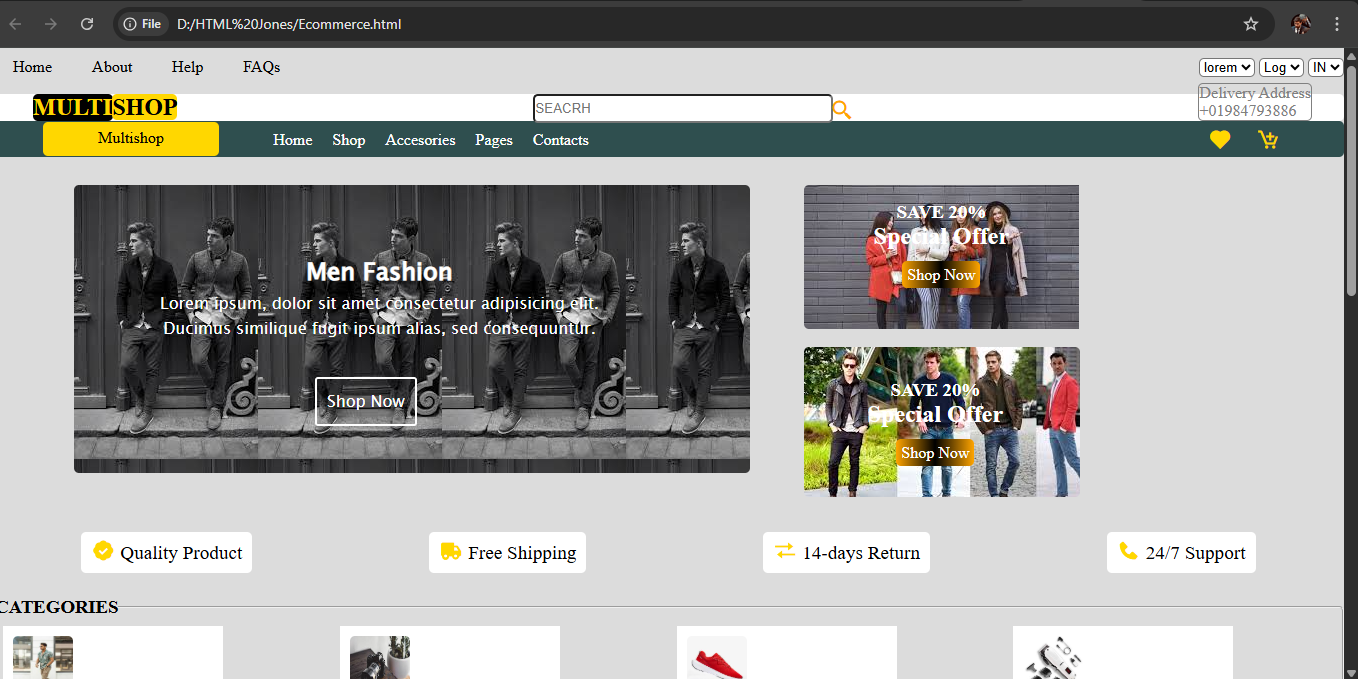 File D:/HTML%20Jones/Ecommerce.html
Home About Help FAQs lorem Log IN
Delivery Address
MULTISHOP SEACRH +01984793886
Multishop Home Shop Accesories Pages Contacts
Men Fashion
Lorem ipsum, dolor sit amet consectetur adipisicing elit.
Ducimus similique fugit ipsum alias, sed consequuntur.
Shop Now
SAVE 20%
Special Offer
Shop Now
SAVE 20%
Special Offer
Shop Now
Quality Product Free Shipping 14-days Return 24/7 Support
CATEGORIES